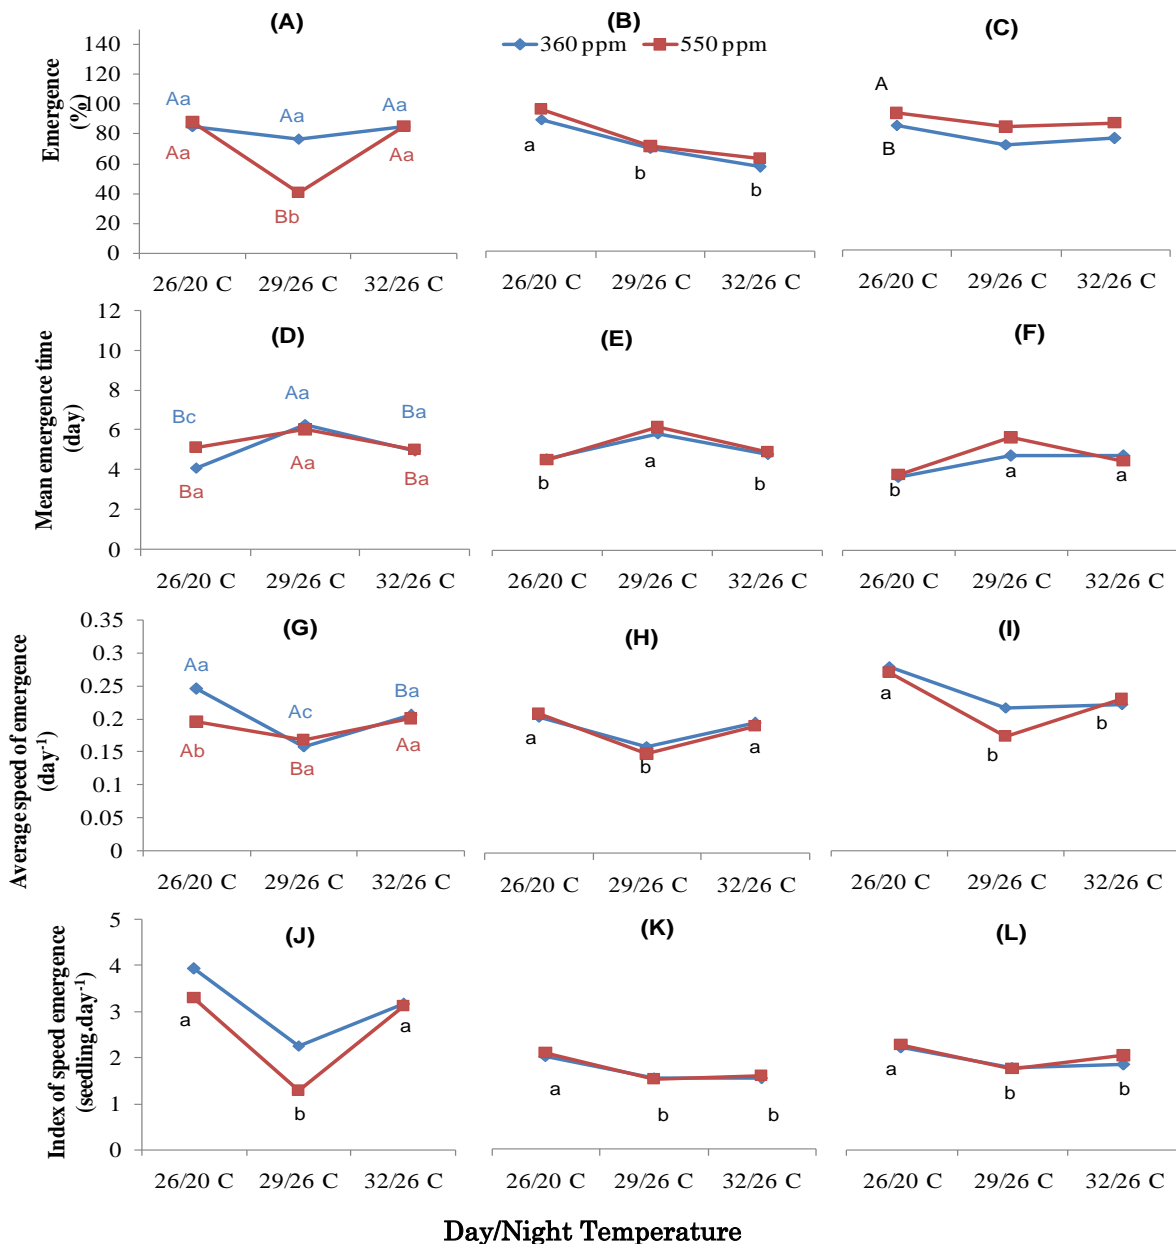 (A)
(B)
(C)
360 ppm
550 ppm
Emergence
(%)
140
120
100
80
60
40
20
0
Aa
Aa
Aa
Aa
Bb
Aa
a
b
b
A
B
26/20 C
29/26 C
32/26 C
26/20 C
29/26 C
32/26 C
26/20 C
29/26 C
32/26 C
(D)
(E)
(F)
Mean emergence time
(day)
12
10
8
6
4
2
0
Bc
Aa
Ba
Ba
Aa
Ba
b
a
b
b
a
a
26/20 C
29/26 C
32/26 C
26/20 C
29/26 C
32/26 C
26/20 C
29/26 C
32/26 C
(G)
(H)
(I)
Average speed of emergence
(day-1)
0.35
0.3
0.25
0.2
0.15
0.1
0.05
0
Aa
Ac
Ba
Ab
Ba
Aa
a
b
a
a
b
b
26/20 C
29/26 C
32/26 C
26/20 C
29/26 C
32/26 C
26/20 C
29/26 C
32/26 C
(J)
(K)
(L)
Index of speed emergence
(seedling.day-1)
5
4
3
2
1
0
a
b
a
a
b
b
a
b
b
26/20 C
29/26 C
32/26 C
26/20 C
29/26 C
32/26 C
26/20 C
29/26 C
32/26 C
Day/Night Temperature